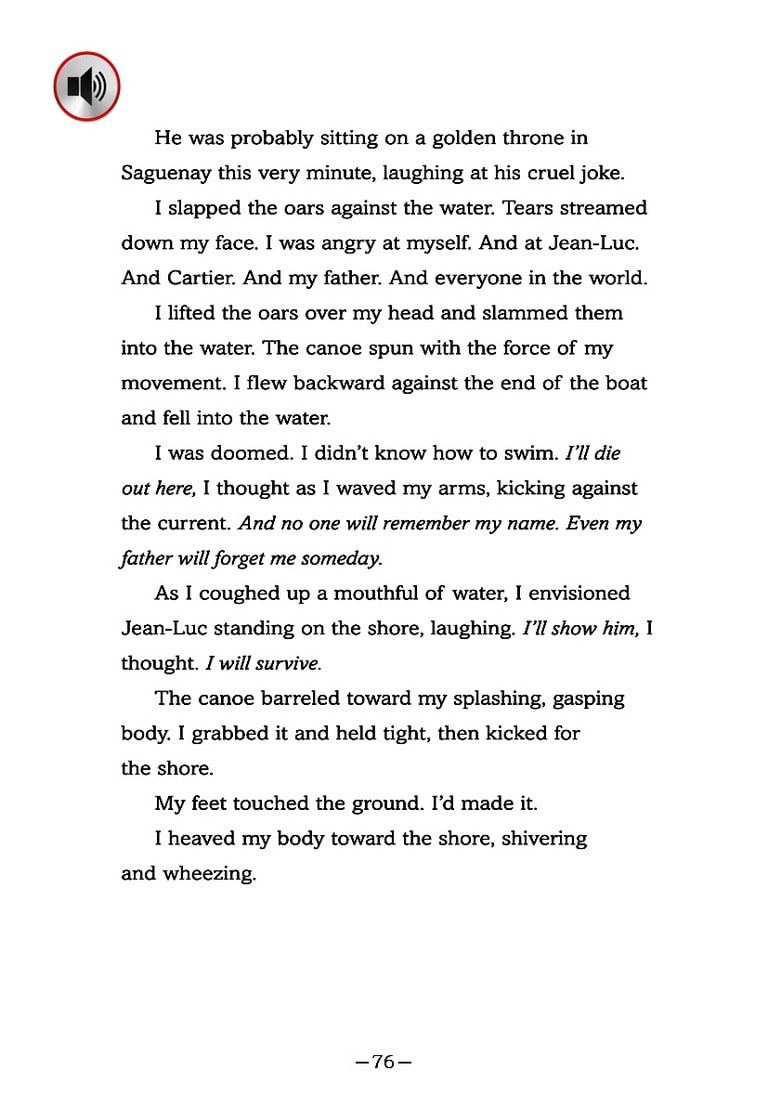 He was probably sitting on a golden throne in
Saguenay this very minute, laughing at his cruel joke.
I slapped the oars against the water. Tears streamed
down my face. I was angry at myself. And at Jean-Luc.
And Cartier. And my father. And everyone in the world.
I lifted the oars over my head and slammed them
into the water. The canoe spun with the force of my
movement. I flew backward against the end of the boat
and fell into the water.
I was doomed. I didn’t know how to swim. I’ll die
out here, I thought as I waved my arms, kicking against
the current. And no one will remember my name. Even my
father will forget me someday.
As I coughed up a mouthful of water, I envisioned
Jean-Luc standing on the shore, laughing. I’ll show him, I
thought. I will survive.
The canoe barreled toward my splashing, gasping
body. I grabbed it and held tight, then kicked for
the shore.
My feet touched the ground. I’d made it.
I heaved my body toward the shore, shivering
and wheezing.
—76—